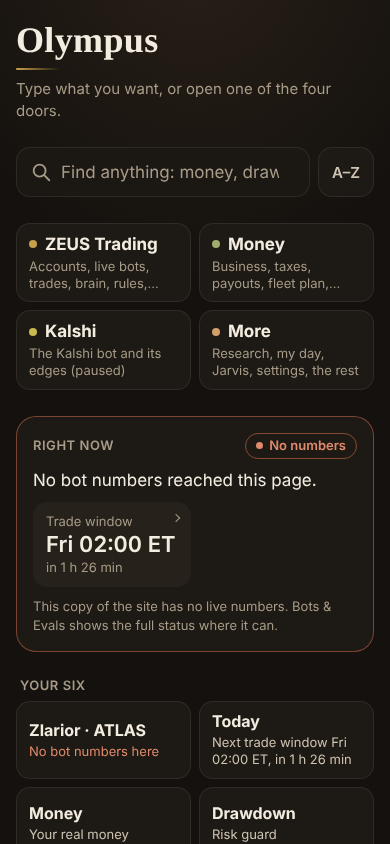 Olympus
Type what you want, or open one of the four
doors.
Find anything: money, draw
A–Z
ZEUS Trading
Accounts, live bots,
trades, brain, rules,...
Money
Business, taxes,
payouts, fleet plan,...
Kalshi
The Kalshi bot and its
edges (paused)
More
Research, my day,
Jarvis, settings, the rest
RIGHT NOW
No numbers
No bot numbers reached this page.
Trade window
Fri 02:00 ET
in 1 h 26 min
This copy of the site has no live numbers. Bots &
Evals shows the full status where it can.
YOUR SIX
Zlarior · ATLAS
No bot numbers here
Today
Next trade window Fri
02:00 ET, in 1 h 26 min
Money
Your real money
Drawdown
Risk guard